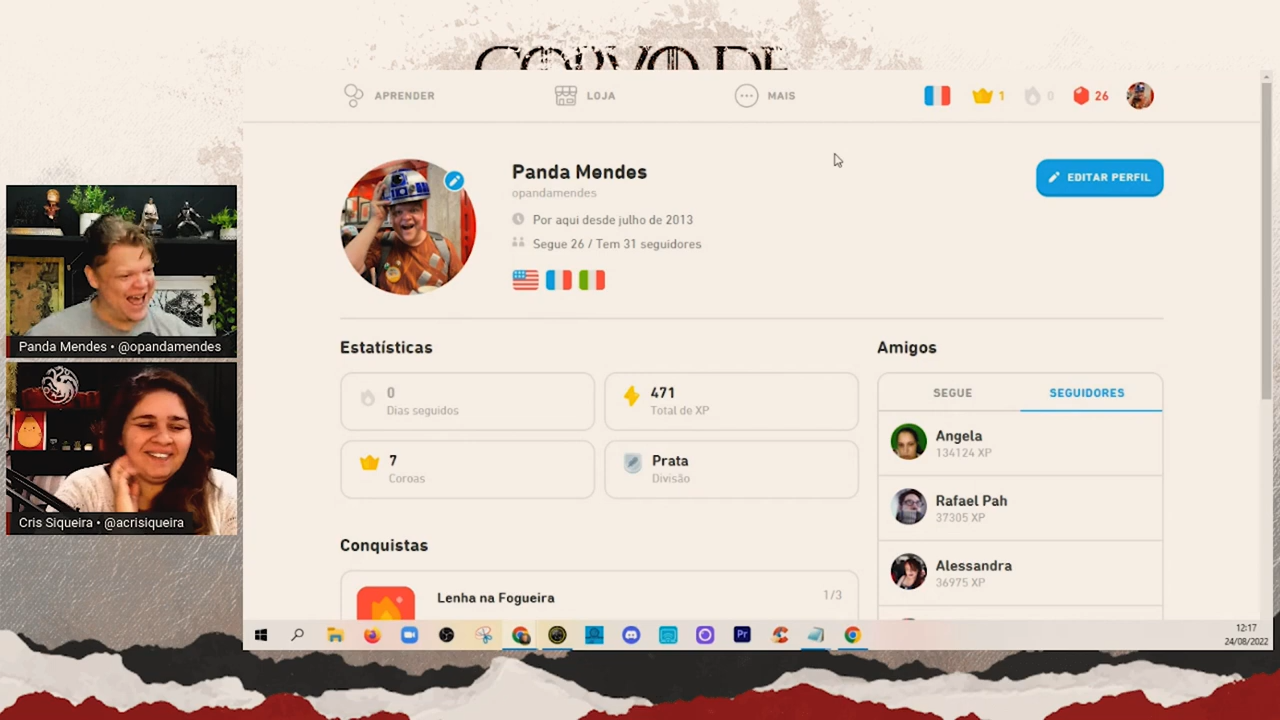 CORVO DE
APRENDER
LOJA
MAIS
1
0
26
Panda Mendes
opandamendes
Por aqui desde julho de 2013
Segue 26 / Tem 31 seguidores
EDITAR PERFIL
Panda Mendes • @opandamendes
Cris Siqueira • @acrisiqueira
Estatísticas
0
Dias seguidos
471
Total de XP
7
Coroas
Prata
Divisão
Conquistas
Lenha na Fogueira
1/3
Amigos
SEGUE
SEGUIDORES
Angela
134124 XP
Rafael Pah
37305 XP
Alessandra
36975 XP
Pr
12:17
24/08/2022